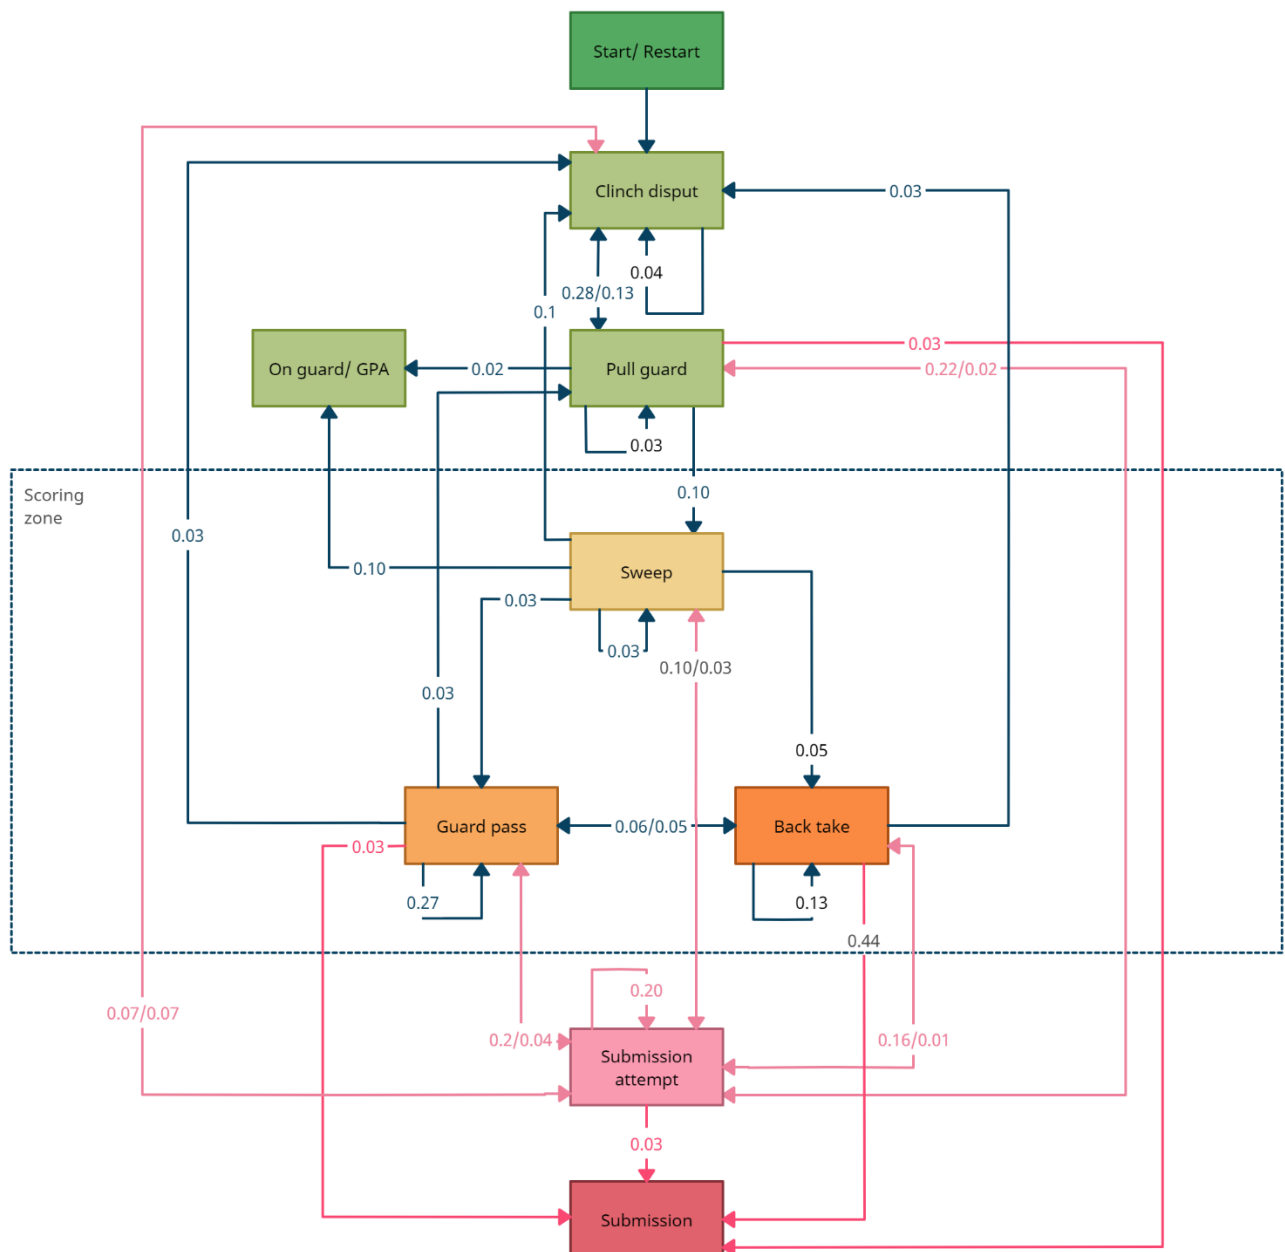 Start/ Restart
Clinch disput
0.03
0.04
0.28/0.13
0.1
0.03
On guard/ GPA
0.02
Pull guard
0.22/0.02
0.03
Scoring
zone
0.10
0.03
0.10
Sweep
0.03
0.03
0.10/0.03
0.03
0.05
Guard pass
0.06/0.05
Back take
0.03
0.27
0.13
0.44
0.20
0.07/0.07
0.2/0.04
0.16/0.01
Submission
attempt
0.03
Submission